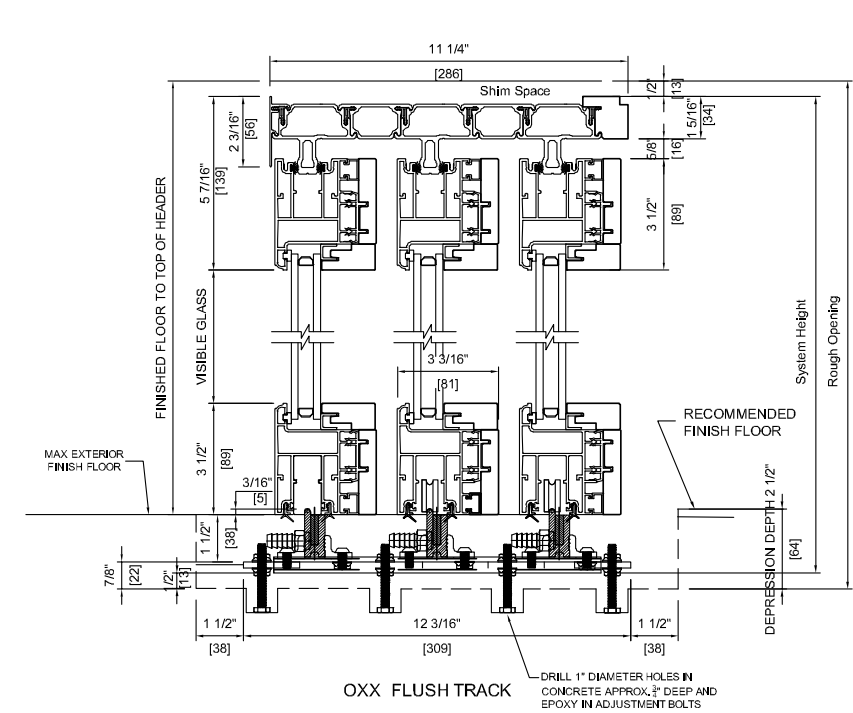 11 1/4"
[286]
Shim Space
1/2"
[13]
2 3/16"
[56]
1 5/16"
[34]
5/8"
[16]
5 7/16"
[139]
3 1/2"
[89]
FINISHED FLOOR TO TOP OF HEADER
VISIBLE GLASS
System Height
Rough Opening
3 3/16"
[81]
RECOMMENDED
FINISH FLOOR
MAX EXTERIOR
FINISH FLOOR
3 1/2"
[89]
3/16"
[5]
1 1/2"
[38]
DEPRESSION DEPTH 2 1/2"
[64]
7/8"
[22]
1/2"
[13]
1 1/2"
[38]
12 3/16"
[309]
1 1/2"
[38]
OXX FLUSH TRACK
DRILL 1" DIAMETER HOLES IN
CONCRETE APPROX. 3/4" DEEP AND
EPOXY IN ADJUSTMENT BOLTS